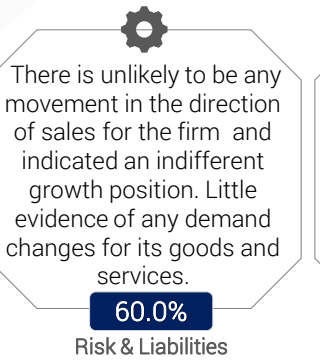 There is unlikely to be any
movement in the direction
of sales for the firm and
indicated an indifferent
growth position. Little
evidence of any demand
changes for its goods and
services.
60.0%
Risk & Liabilities